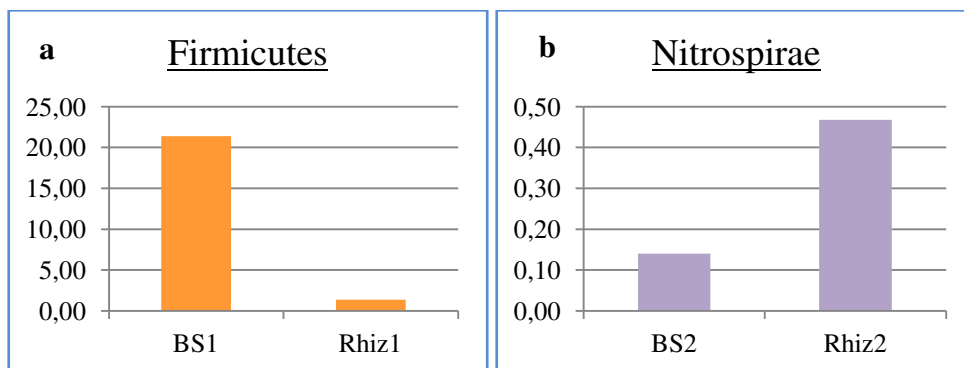 a
Firmicutes
25,00
20,00
15,00
10,00
5,00
0,00
BS1
Rhiz1
b
Nitrospirae
0,50
0,40
0,30
0,20
0,10
0,00
BS2
Rhiz2